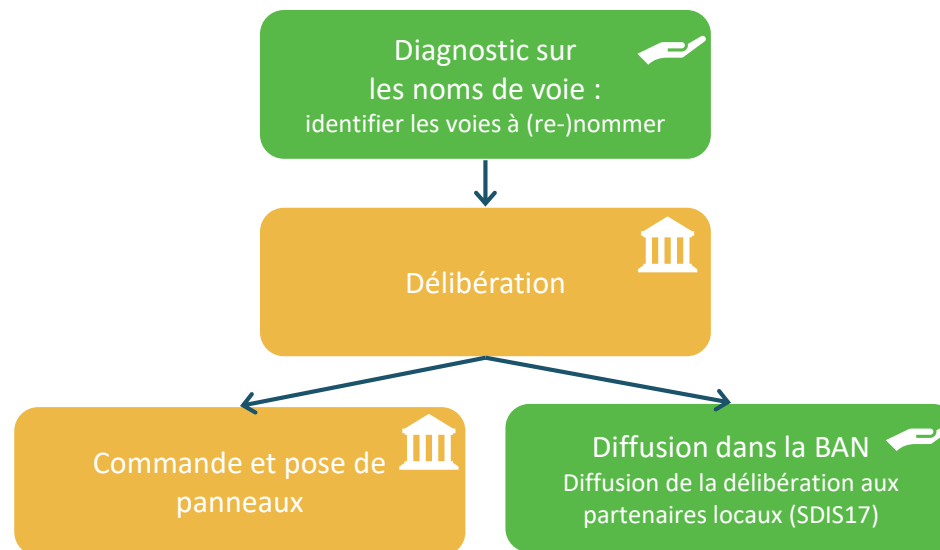 Diagnostic sur
les noms de voie :
identifier les voies à (re-)nommer
Délibération
Commande et pose de
panneaux
Diffusion dans la BAN
Diffusion de la délibération aux
partenaires locaux (SDIS17)